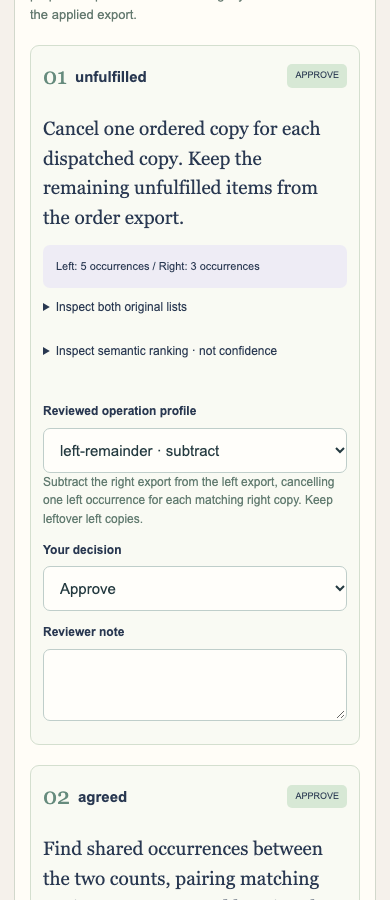 the applied export.
01 unfulfilled
APPROVE
Cancel one ordered copy for each
dispatched copy. Keep the
remaining unfulfilled items from
the order export.
Left: 5 occurrences / Right: 3 occurrences
▶ Inspect both original lists
▶ Inspect semantic ranking · not confidence
Reviewed operation profile
left-remainder · subtract
Subtract the right export from the left export, cancelling
one left occurrence for each matching right copy. Keep
leftover left copies.
Your decision
Approve
Reviewer note
02 agreed
APPROVE
Find shared occurrences between
the two counts, pairing matching